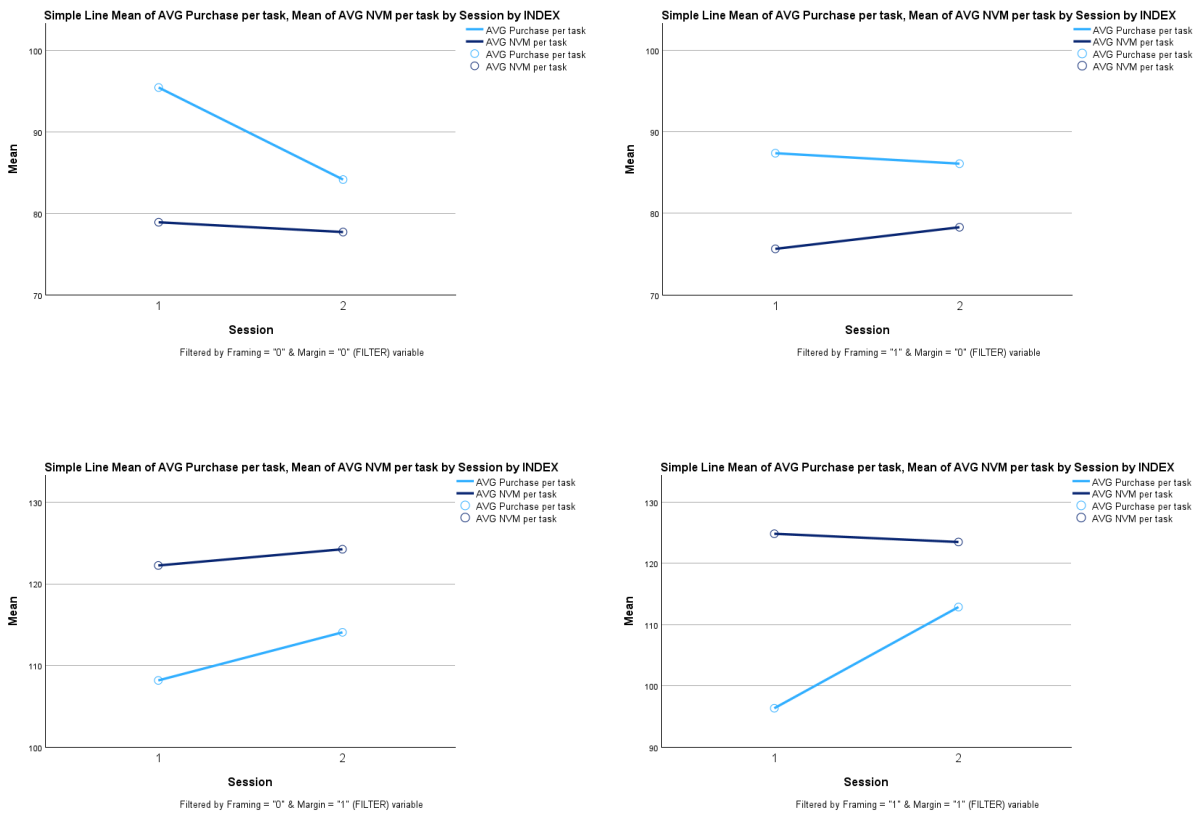 Simple Line Mean of AVG Purchase per task, Mean of AVG NVM per task by Session by INDEX
AVG Purchase per task
AVG NVM per task
AVG Purchase per task
AVG NVM per task
100
90
80
70
Mean
1
2
Session
Filtered by Framing = "0" & Margin = "0" (FILTER) variable
Simple Line Mean of AVG Purchase per task, Mean of AVG NVM per task by Session by INDEX
AVG Purchase per task
AVG NVM per task
AVG Purchase per task
AVG NVM per task
100
90
80
70
Mean
1
2
Session
Filtered by Framing = "1" & Margin = "0" (FILTER) variable
Simple Line Mean of AVG Purchase per task, Mean of AVG NVM per task by Session by INDEX
AVG Purchase per task
AVG NVM per task
AVG Purchase per task
AVG NVM per task
130
120
110
100
Mean
1
2
Session
Filtered by Framing = "0" & Margin = "1" (FILTER) variable
Simple Line Mean of AVG Purchase per task, Mean of AVG NVM per task by Session by INDEX
AVG Purchase per task
AVG NVM per task
AVG Purchase per task
AVG NVM per task
130
120
110
100
90
Mean
1
2
Session
Filtered by Framing = "1" & Margin = "1" (FILTER) variable